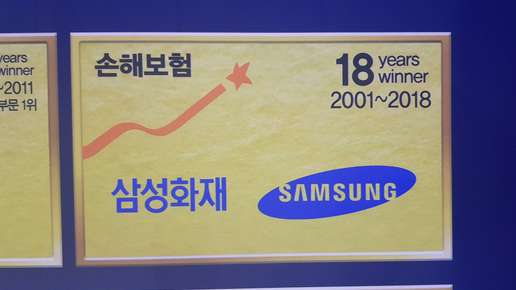 years
winner
~2011
부문 1위
손해보험
18 years
winner
2001~2018
삼성화재
SAMSUNG